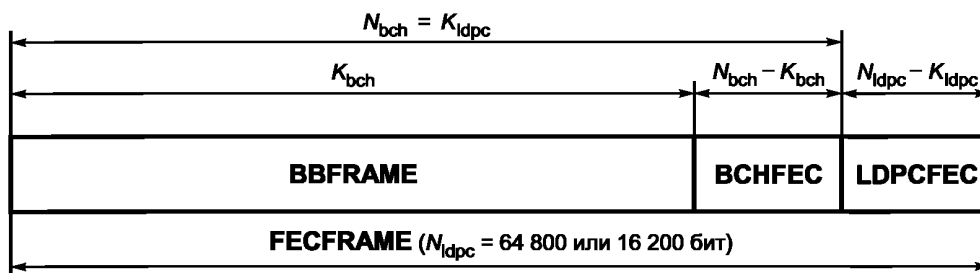 N_bch = K_ldpc
K_bch N_bch – K_bch N_ldpc – K_ldpc
BBFRAME BCHFEC LDPCFEC
FECFRAME (N_ldpc = 64 800 или 16 200 бит)